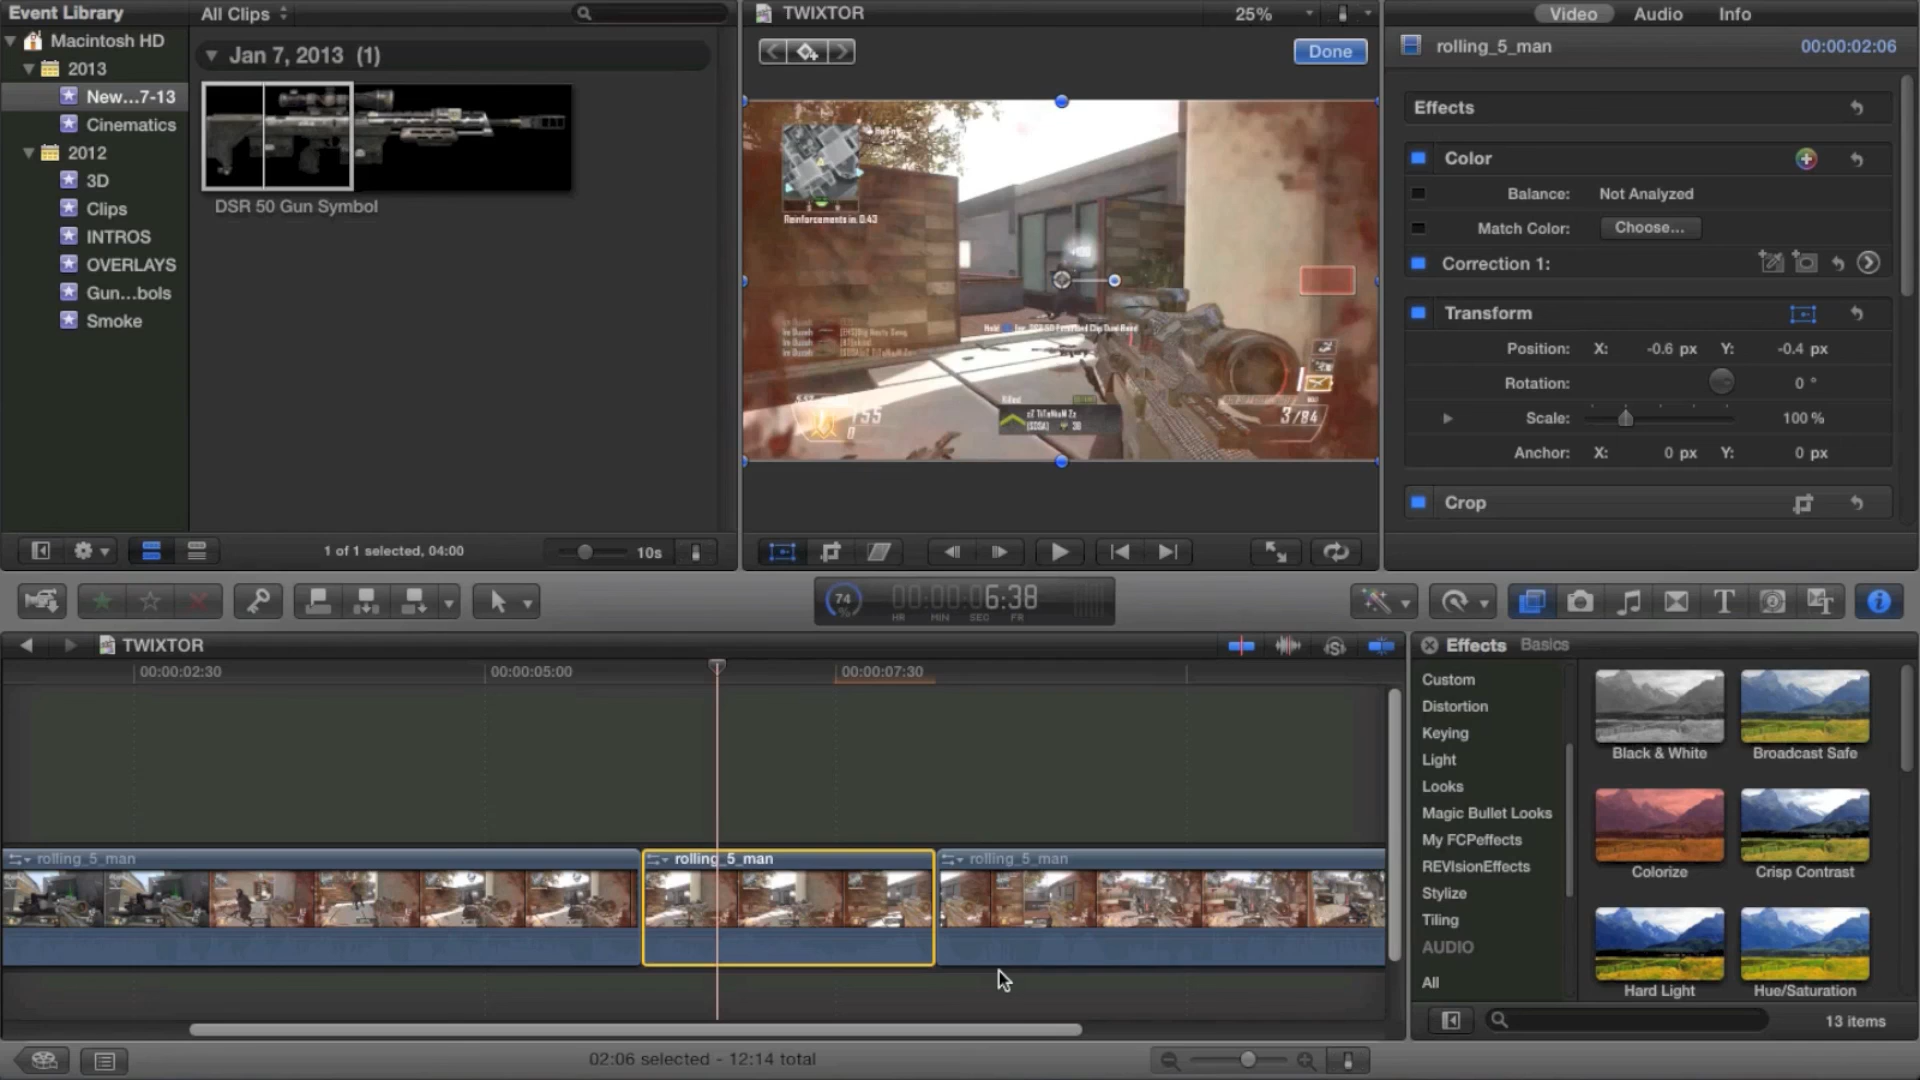 Event Library
All Clips
Macintosh HD
2013
New...7-13
Cinematics
2012
3D
Clips
INTROS
OVERLAYS
Gun...bols
Smoke
Jan 7, 2013 (1)
DSR 50 Gun Symbol
1 of 1 selected, 04:00
10s
TWIXTOR
25%
Done
Reinforcements in 0:43
Killed
zZ TiTaNiuM Zz
3/84
Video Audio Info
rolling_5_man
00:00:02:06
Effects
Color
Balance: Not Analyzed
Match Color: Choose...
Correction 1:
Transform
Position: X: -0.6 px Y: -0.4 px
Rotation: 0 °
Scale: 100 %
Anchor: X: 0 px Y: 0 px
Crop
74
%
00:00:06:38
HR MIN SEC FR
TWIXTOR
00:00:02:30
00:00:05:00
00:00:07:30
rolling_5_man
rolling_5_man
rolling_5_man
02:06 selected - 12:14 total
Effects Basics
Custom
Distortion
Keying
Light
Looks
Magic Bullet Looks
My FCPeffects
REVisionEffects
Stylize
Tiling
AUDIO
All
Black & White
Broadcast Safe
Colorize
Crisp Contrast
Hard Light
Hue/Saturation
13 items